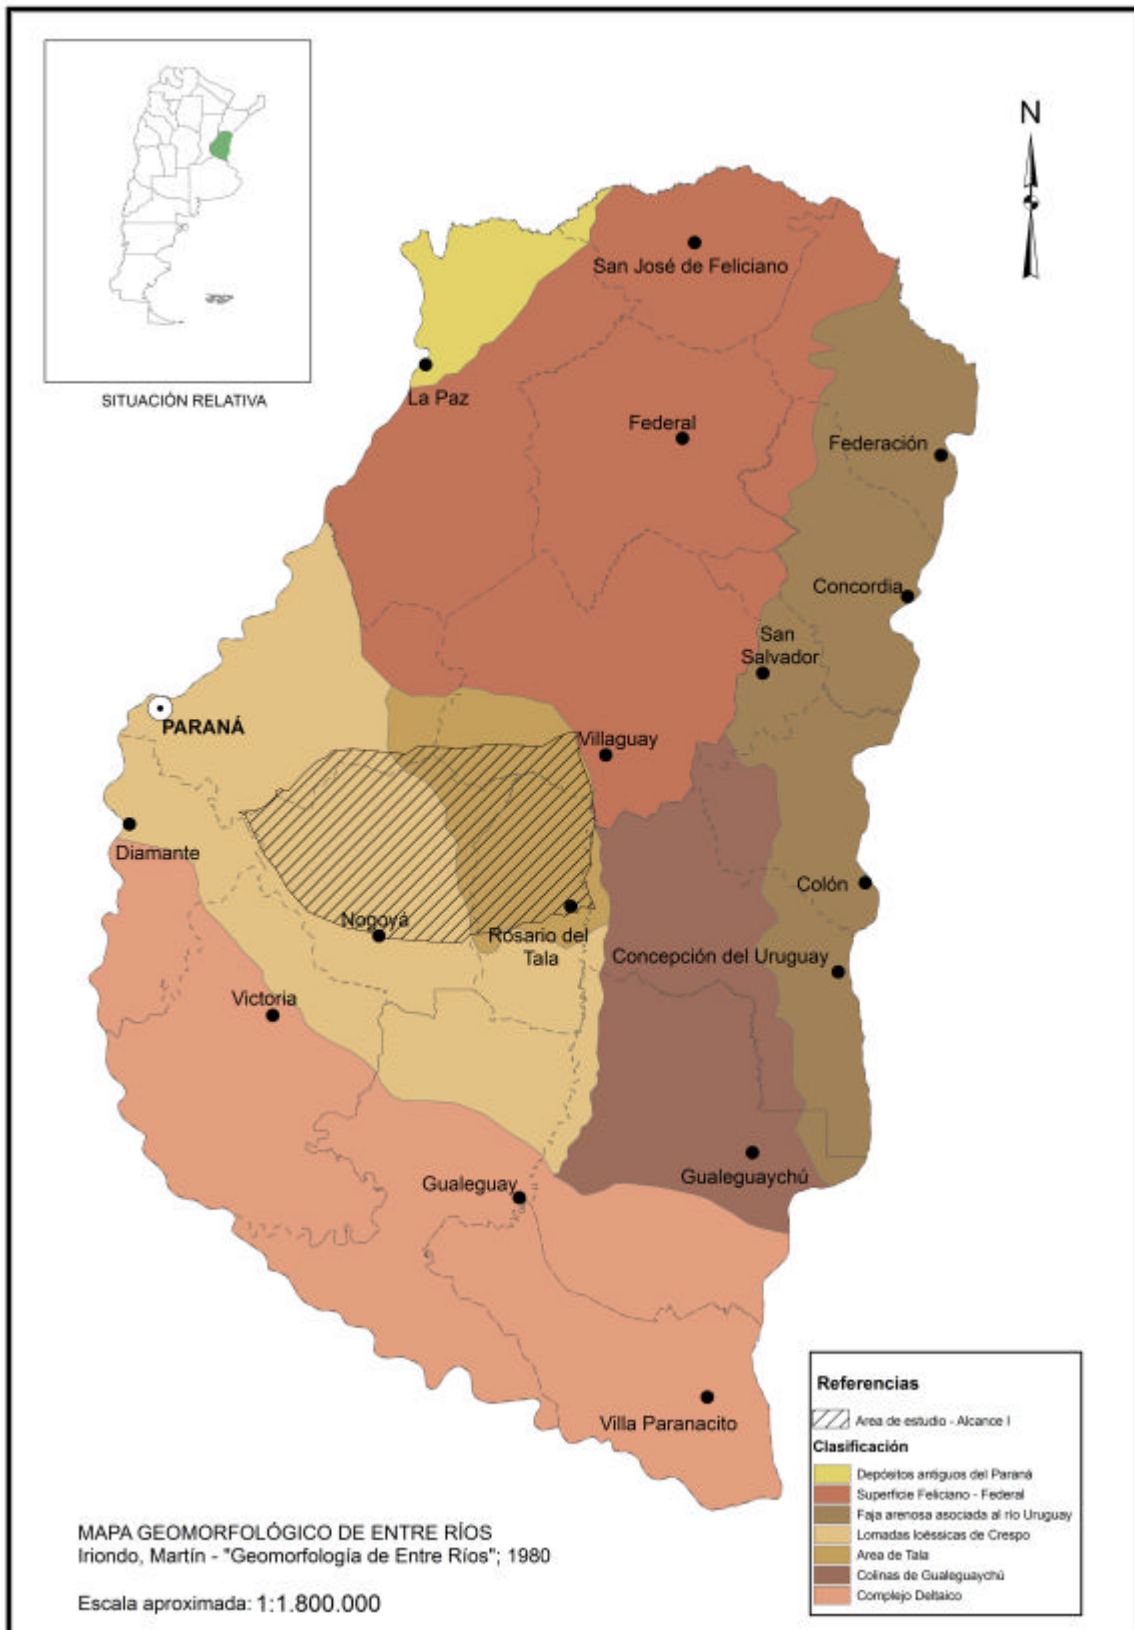 N
SITUACIÓN RELATIVA
San José de Feliciano
La Paz
Federal
Federación
Concordia
San
Salvador
PARANÁ
Villaguay
Diamante
Colón
Nogoyá
Rosario del
Tala
Concepción del Uruguay
Victoria
Gualeguay
Gualeguaychú
Villa Paranacito
Referencias
Area de estudio - Alcance I
Clasificación
Depósitos antiguos del Paraná
Superficie Feliciano - Federal
Faja arenosa asociada al río Uruguay
Lomadas loéssicas de Crespo
Area de Tala
Colinas de Gualeguaychú
Complejo Deltaico
MAPA GEOMORFOLÓGICO DE ENTRE RÍOS
Iriondo, Martín - "Geomorfología de Entre Ríos"; 1980
Escala aproximada: 1:1.800.000